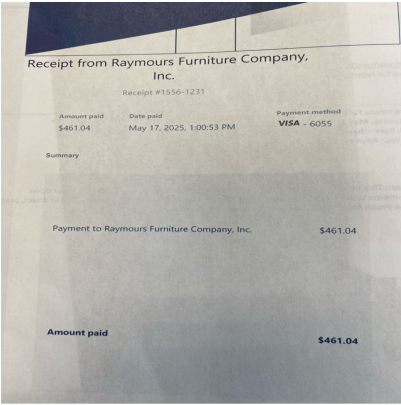 Receipt from Raymours Furniture Company,
Inc.
Receipt #1556-1231
Amount paid
Date paid
Payment method
$461.04
May 17, 2025, 1:00:53 PM
VISA - 6055
Summary
Payment to Raymours Furniture Company, Inc. $461.04
Amount paid $461.04